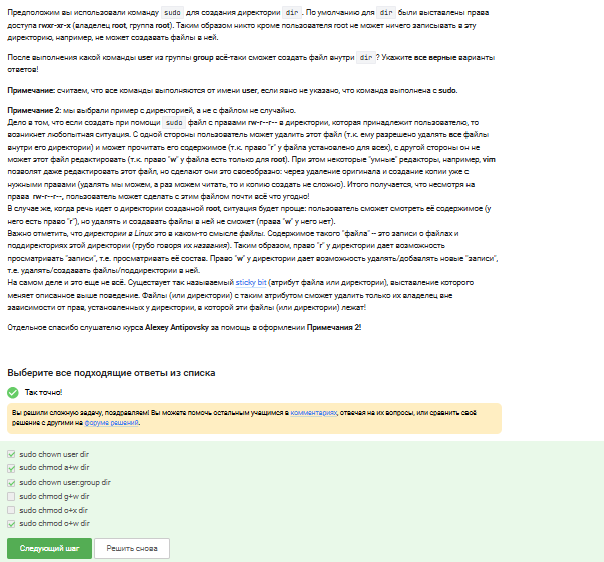 Предположим вы использовали команду sudo для создания директории dir. По умолчанию для dir были выставлены права
доступа rwxr-xr-x (владелец root, группа root). Таким образом никто кроме пользователя root не может ничего записывать в эту
директорию, например, не может создавать файлы в ней.
После выполнения какой команды user из группы group всё-таки сможет создать файл внутри dir? Укажите все верные варианты
ответов!
Примечание: считаем, что все команды выполняются от имени user, если явно не указано, что команда выполнена с sudo.
Примечание 2: мы выбрали пример с директорией, а не с файлом не случайно.
Дело в том, что если создать при помощи sudo файл с правами rw-r--r-- в директории, которая принадлежит пользователю, то
возникнет любопытная ситуация. С одной стороны пользователь может удалить этот файл (т.к. ему разрешено удалять все файлы
внутри его директории) и может прочитать его содержимое (т.к. право "r" у файла установлено для всех), с другой стороны он не
может этот файл редактировать (т.к. право "w" у файла есть только для root). При этом некоторые "умные" редакторы, например, vim
позволят даже редактировать этот файл, но сделают они это своеобразно: через удаление оригинала и создание копии уже с
нужными правами (удалять мы можем, а раз можем читать, то и копию создать не сложно). Итого получается, что несмотря на
права rw-r--r--, пользователь может сделать с этим файлом почти всё что угодно!
В случае же, когда речь идет о директории созданной root, ситуация будет проще: пользователь сможет смотреть её содержимое (у
него есть право "r"), но удалять и создавать файлы в ней не сможет (права "w" у него нет).
Важно отметить, что директории в Linux это в каком-то смысле файлы. Содержимое такого "файла" -- это записи о файлах и
поддиректориях этой директории (грубо говоря их названия). Таким образом, право "r" у директории дает возможность
просматривать "записи", т.е. просматривать её состав. Право "w" у директории дает возможность удалять/добавлять новые "записи",
т.е. удалять/создавать файлы/поддиректории в ней.
На самом деле и это еще не всё. Существует так называемый sticky bit (атрибут файла или директории), выставление которого
меняет описанное выше поведение. Файлы (или директории) с таким атрибутом сможет удалить только их владелец вне
зависимости от прав, установленных у директории, в которой эти файлы (или директории) лежат!
Отдельное спасибо слушателю курса Alexey Antipovsky за помощь в оформлении Примечания 2!
Выберите все подходящие ответы из списка
Так точно!
Вы решили сложную задачу, поздравляем! Вы можете помочь остальным учащимся в комментариях, отвечая на их вопросы, или сравнить своё
решение с другими на форуме решений.
sudo chown user dir
sudo chmod a+w dir
sudo chown user:group dir
sudo chmod g+w dir
sudo chmod o+x dir
sudo chmod o+w dir
Следующий шаг Решить снова